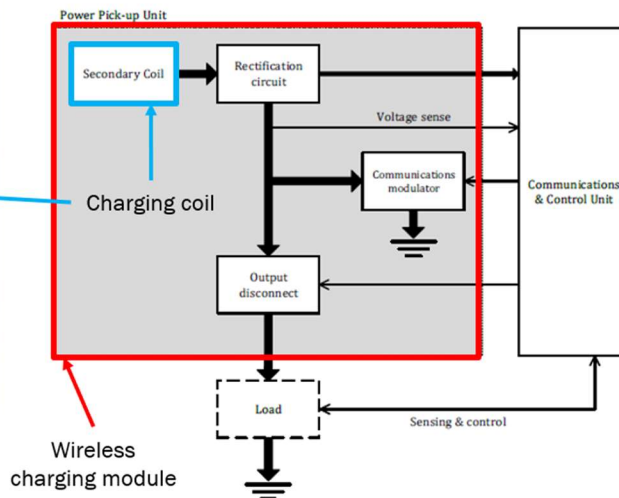 Power Pick-up Unit
Secondary Coil
Rectification
circuit
Voltage sense
Communications
modulator
Communications
& Control Unit
Charging coil
Output
disconnect
Load
Sensing & control
Wireless
charging module